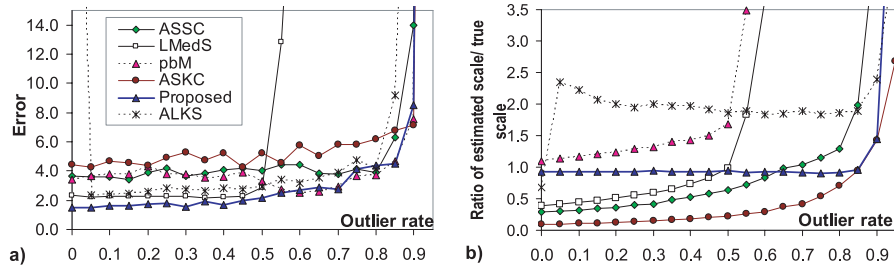 16.0
14.0
12.0
10.0
8.0
6.0
4.0
2.0
0.0
Error
ASSC
LMedS
pbM
ASKC
Proposed
ALKS
Outlier rate
0 0.1 0.2 0.3 0.4 0.5 0.6 0.7 0.8 0.9
a)
3.5
3.0
2.5
2.0
1.5
1.0
0.5
0.0
Ratio of estimated scale/ true
scale
Outlier rate
0 0.1 0.2 0.3 0.4 0.5 0.6 0.7 0.8 0.9
b)